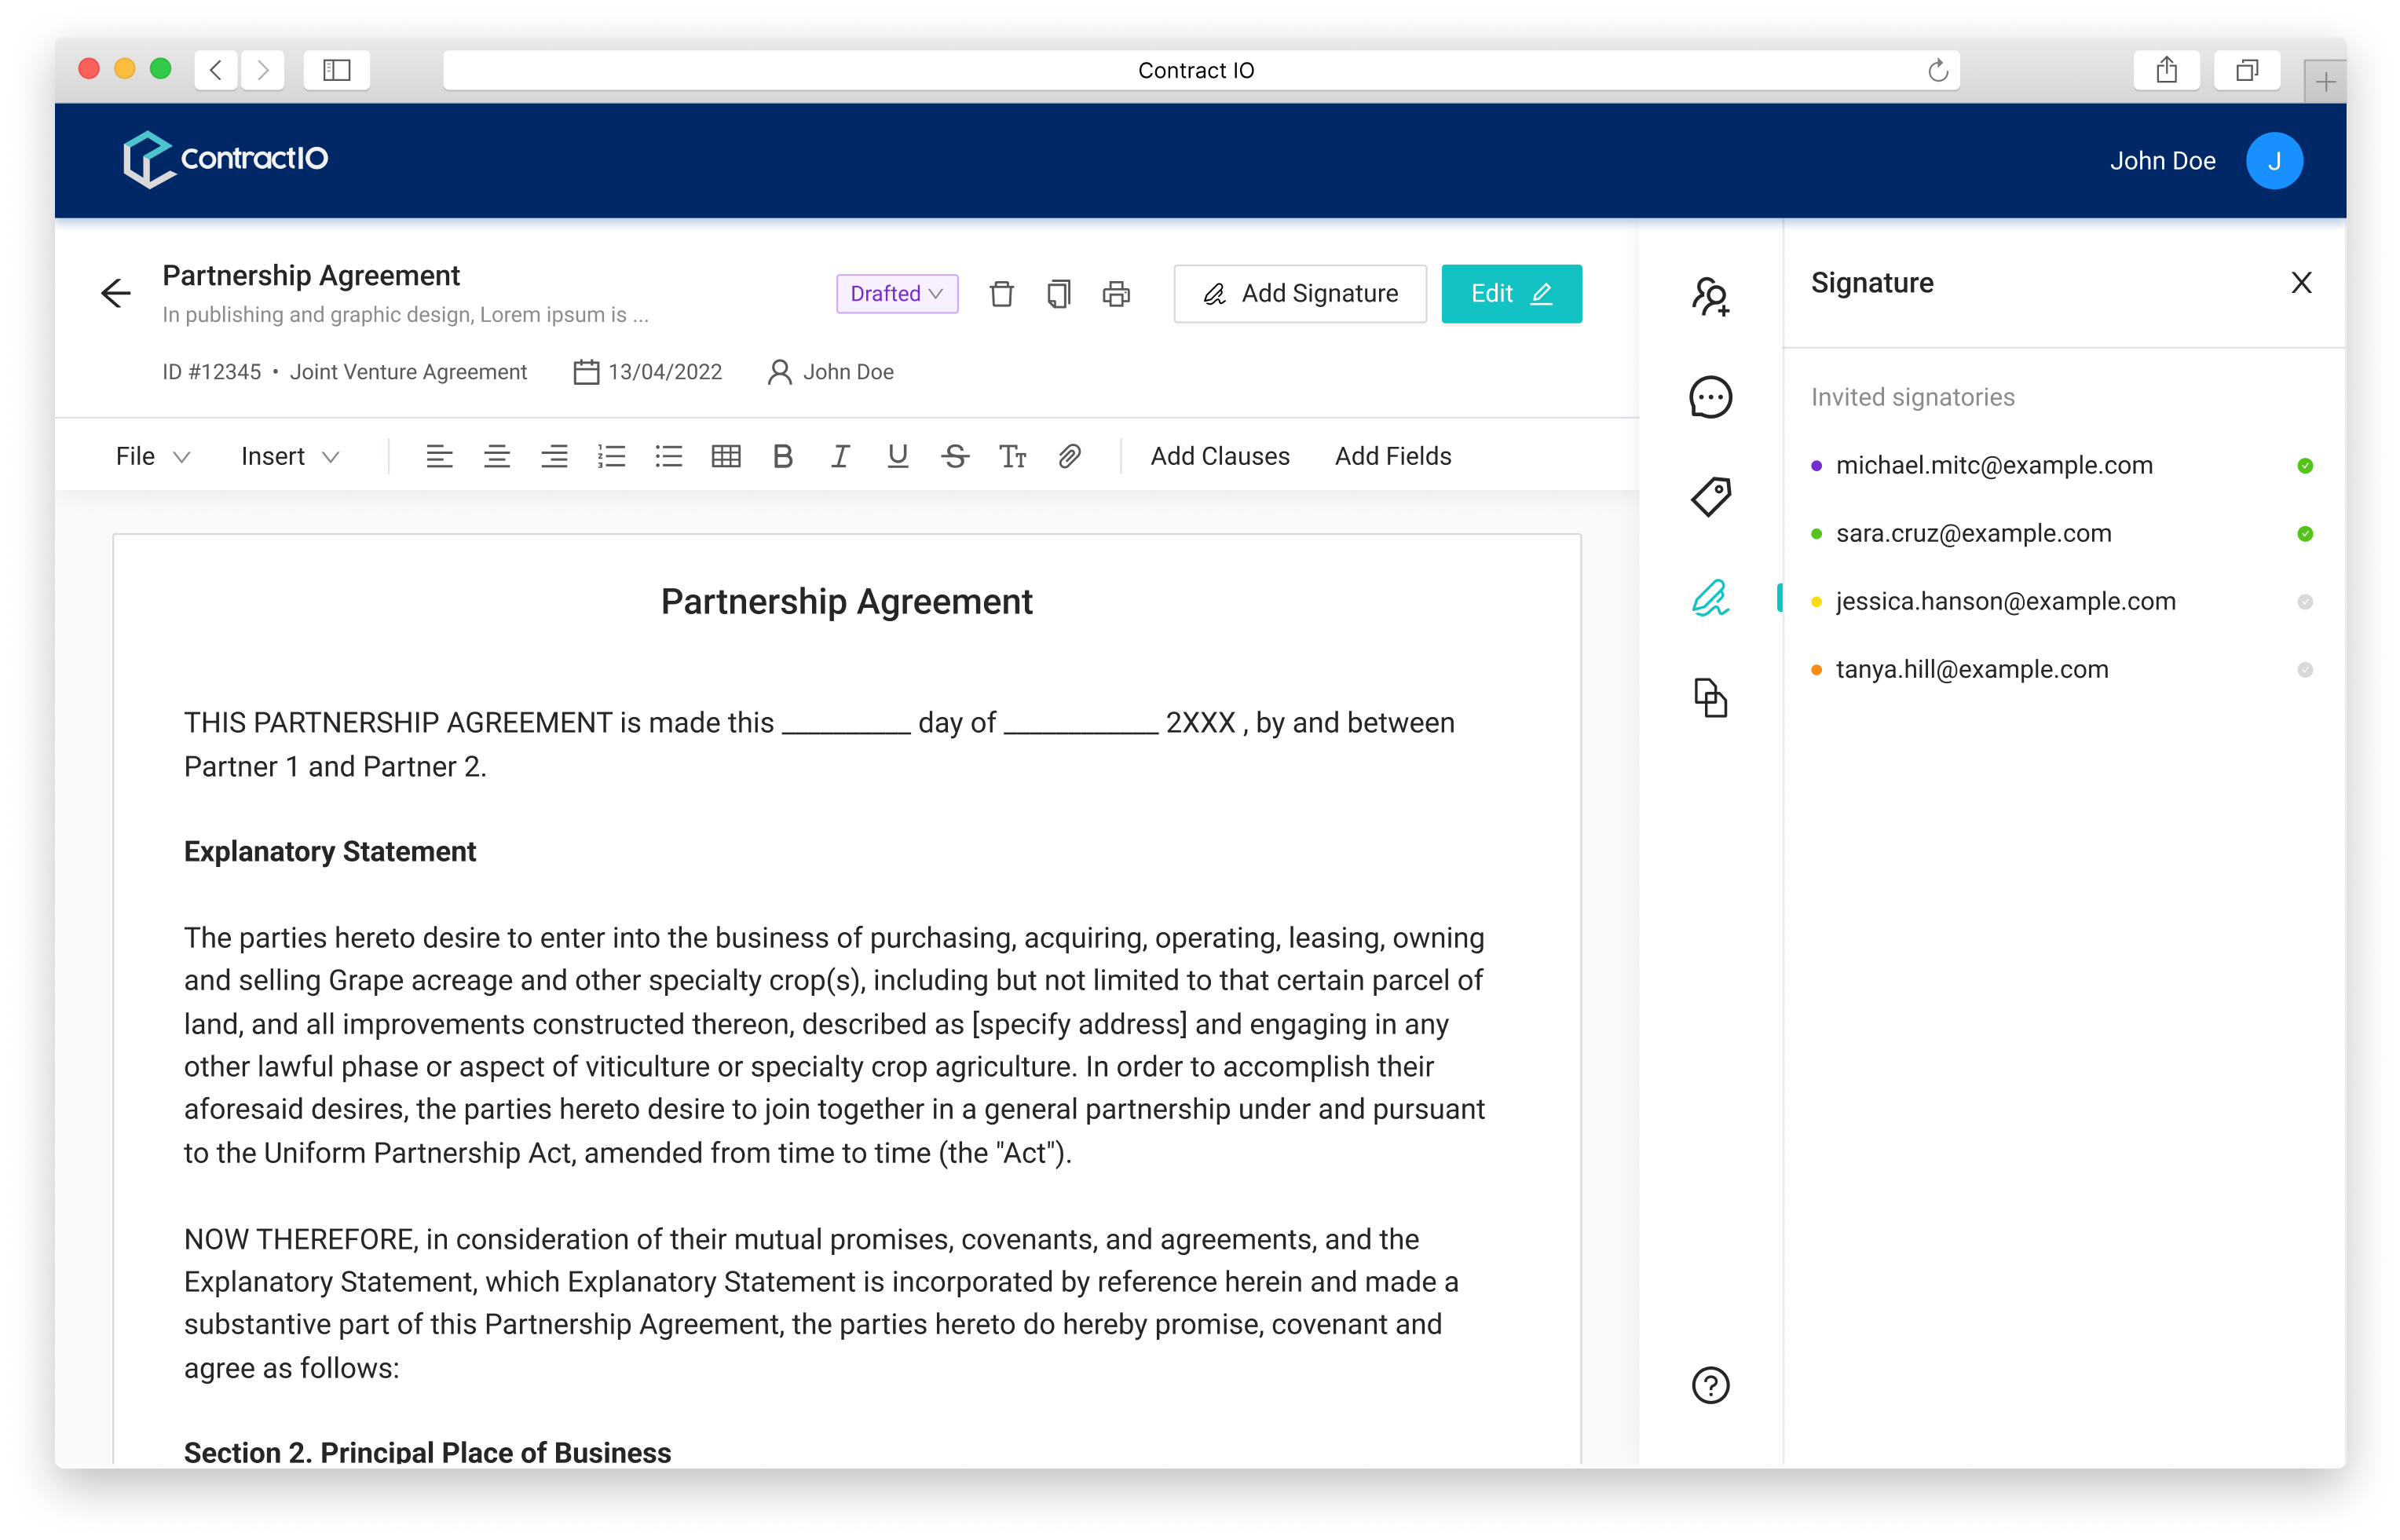 Contract IO
ContractIO
John Doe
J
Partnership Agreement
In publishing and graphic design, Lorem ipsum is ...
Drafted
Add Signature
Edit
ID #12345 • Joint Venture Agreement
13/04/2022
John Doe
File
Insert
Add Clauses
Add Fields
Partnership Agreement
THIS PARTNERSHIP AGREEMENT is made this __________ day of ____________ 2XXX , by and between
Partner 1 and Partner 2.
Explanatory Statement
The parties hereto desire to enter into the business of purchasing, acquiring, operating, leasing, owning
and selling Grape acreage and other specialty crop(s), including but not limited to that certain parcel of
land, and all improvements constructed thereon, described as [specify address] and engaging in any
other lawful phase or aspect of viticulture or specialty crop agriculture. In order to accomplish their
aforesaid desires, the parties hereto desire to join together in a general partnership under and pursuant
to the Uniform Partnership Act, amended from time to time (the "Act").
NOW THEREFORE, in consideration of their mutual promises, covenants, and agreements, and the
Explanatory Statement, which Explanatory Statement is incorporated by reference herein and made a
substantive part of this Partnership Agreement, the parties hereto do hereby promise, covenant and
agree as follows:
Section 2. Principal Place of Business
Signature
Invited signatories
michael.mitc@example.com
sara.cruz@example.com
jessica.hanson@example.com
tanya.hill@example.com